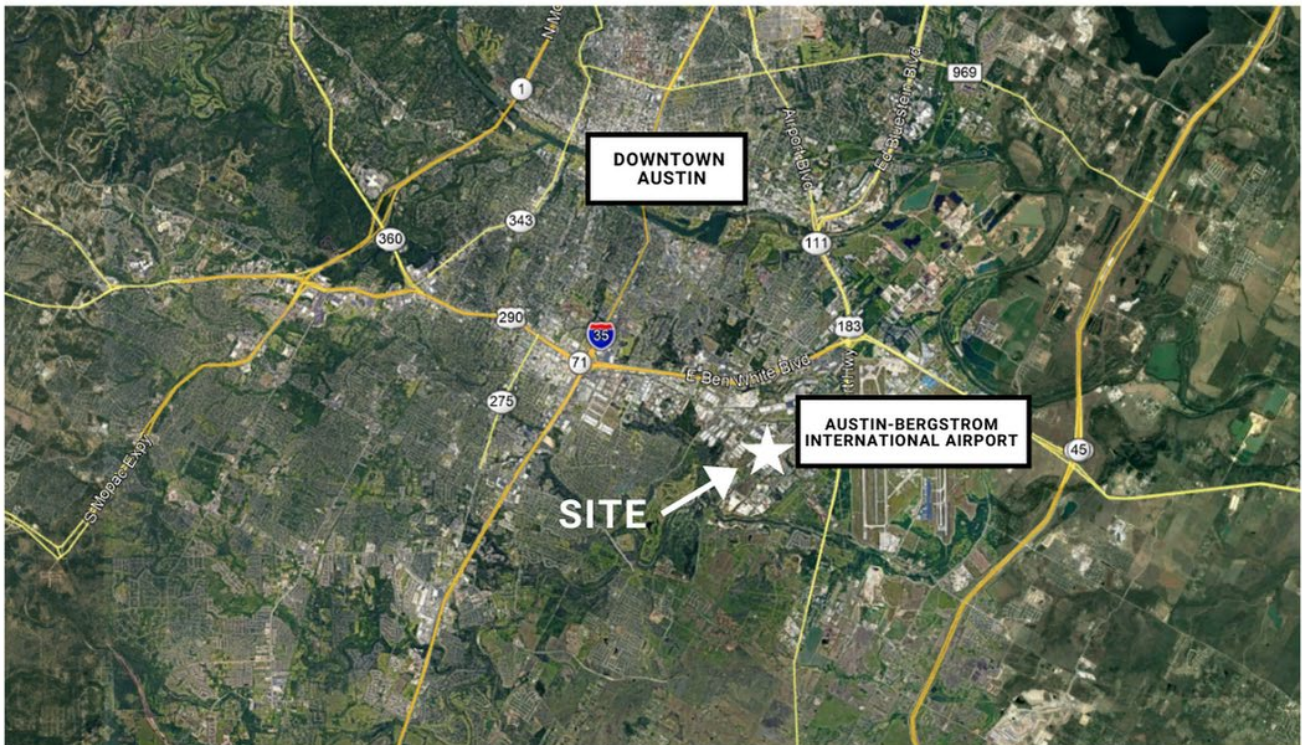 N Mo
1
969
Ed Bluestein Blvd
Airport Blvd
DOWNTOWN
AUSTIN
343
360
111
290
35
183
71
E Ben White Blvd
275
AUSTIN-BERGSTROM
INTERNATIONAL AIRPORT
45
S Mopac Expy
SITE